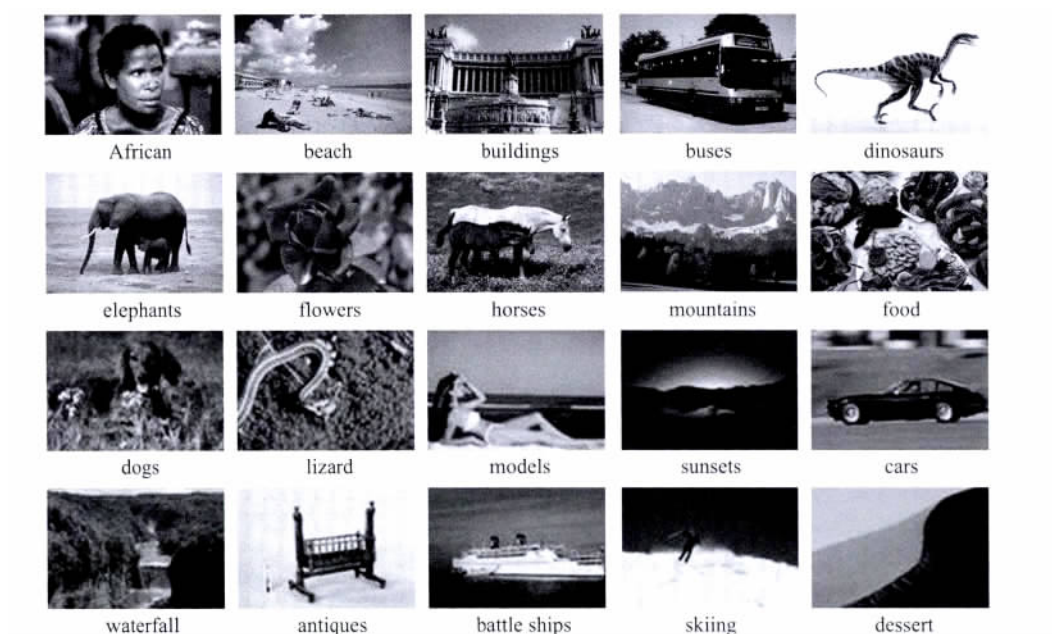 African beach buildings buses dinosaurs
elephants flowers horses mountains food
dogs lizard models sunsets cars
waterfall antiques battle ships skiing dessert